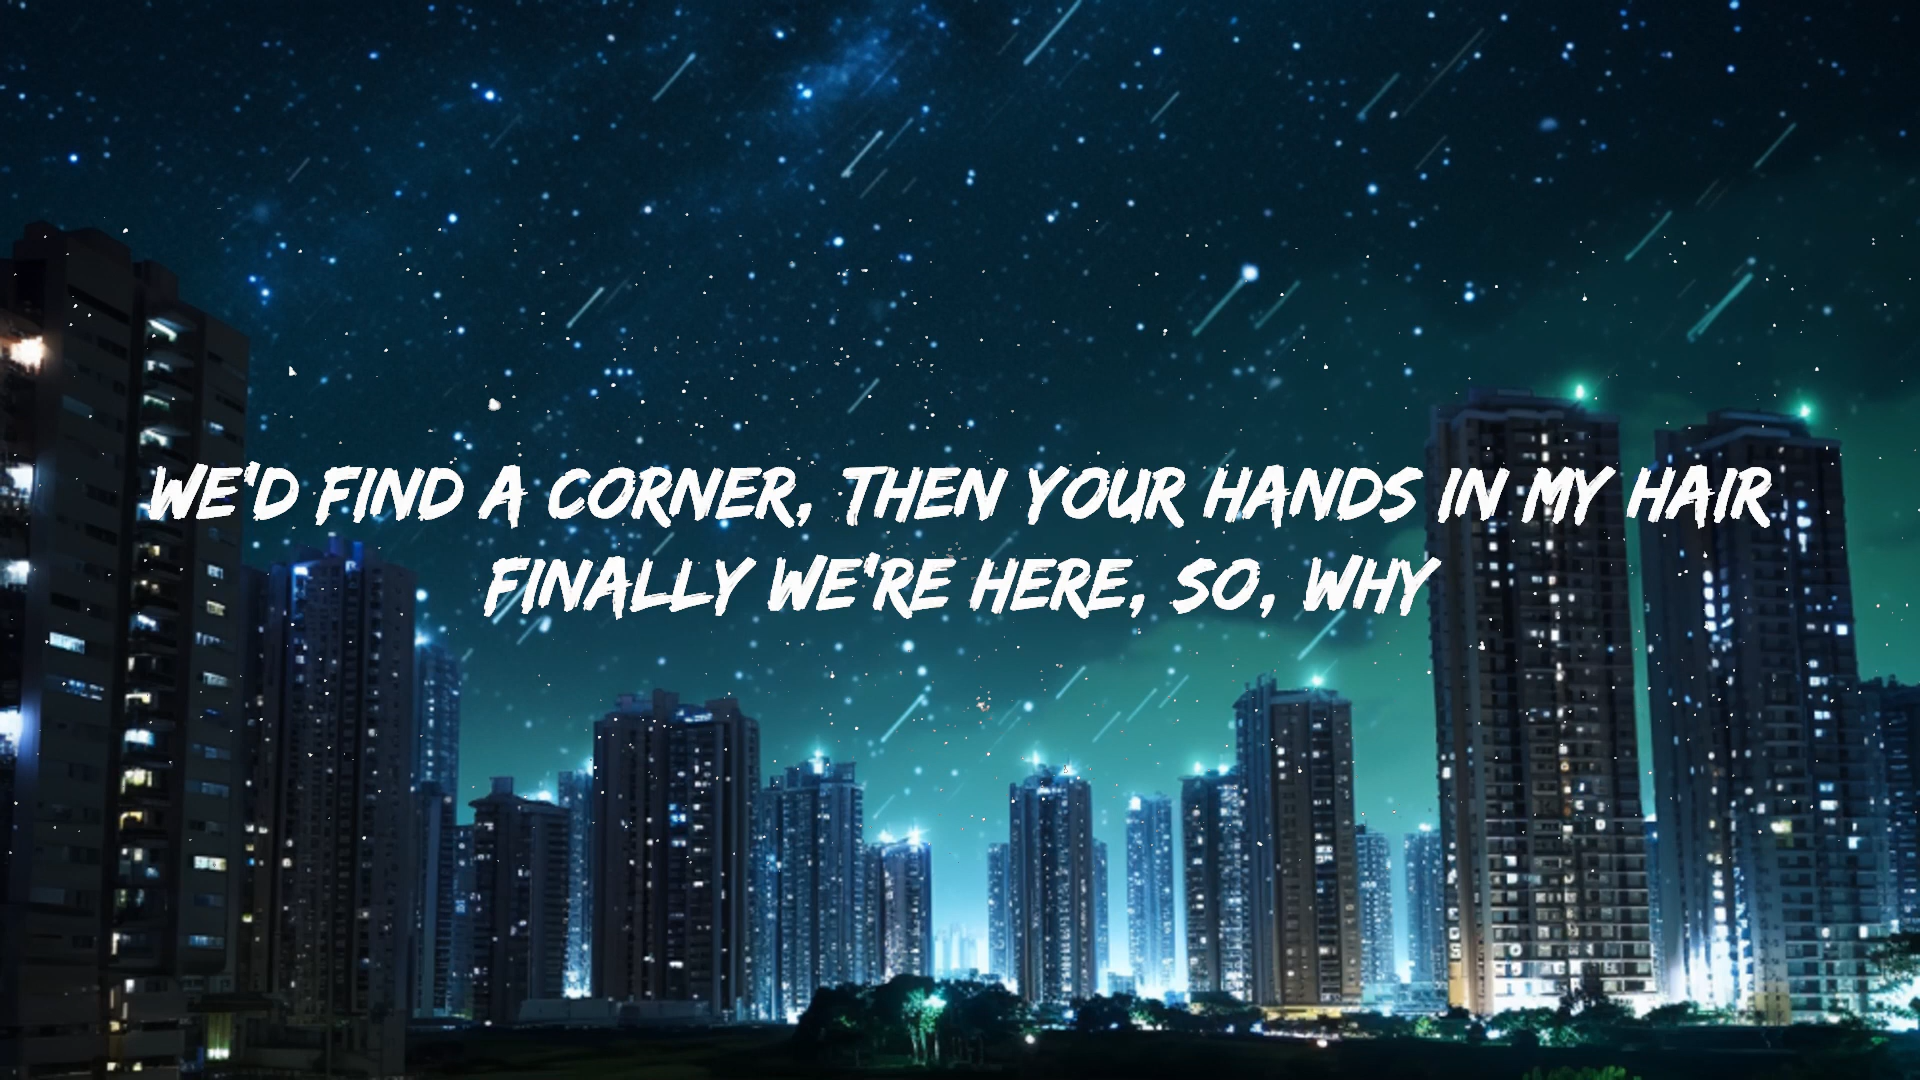 WE'D FIND A CORNER, THEN YOUR HANDS IN MY HAIR
FINALLY WE'RE HERE, SO, WHY